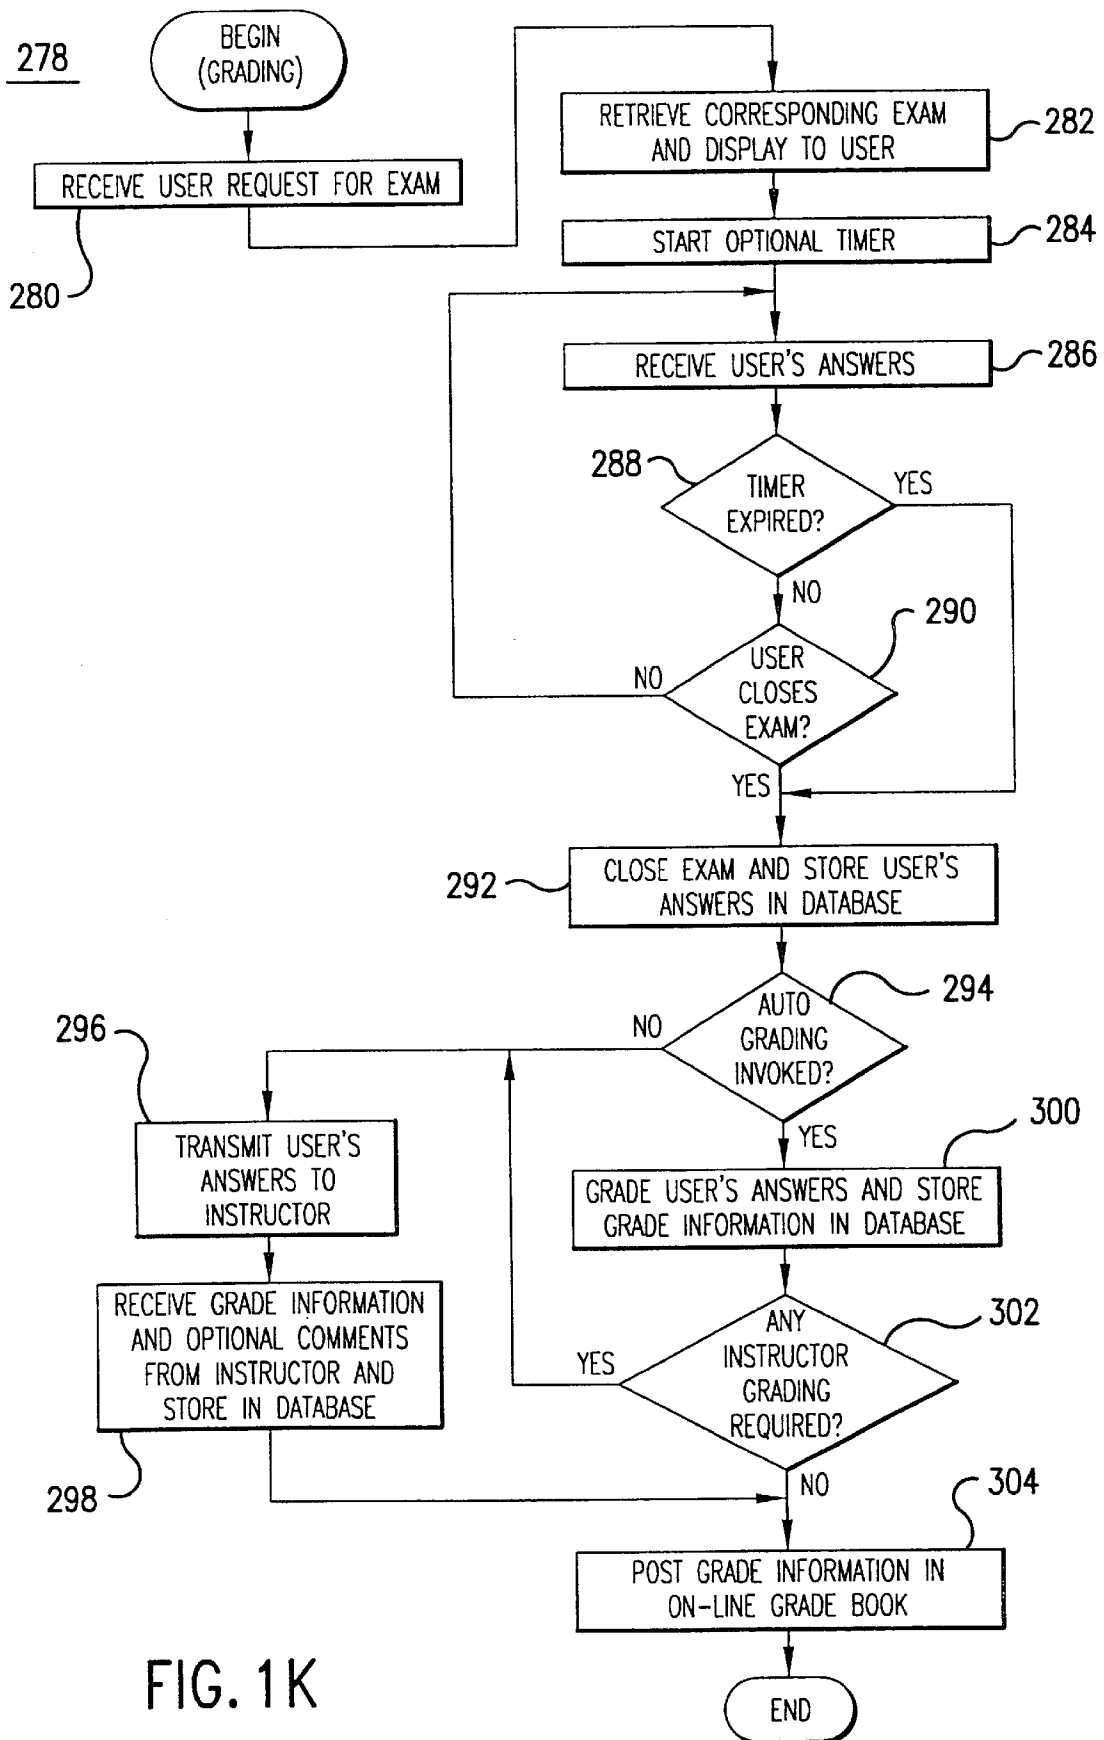 278
BEGIN
(GRADING)
RECEIVE USER REQUEST FOR EXAM
280
RETRIEVE CORRESPONDING EXAM
AND DISPLAY TO USER
282
START OPTIONAL TIMER
284
RECEIVE USER'S ANSWERS
286
288
TIMER
EXPIRED?
YES
NO
290
USER
CLOSES
EXAM?
NO
YES
292
CLOSE EXAM AND STORE USER'S
ANSWERS IN DATABASE
294
AUTO
GRADING
INVOKED?
NO
YES
296
TRANSMIT USER'S
ANSWERS TO
INSTRUCTOR
300
GRADE USER'S ANSWERS AND STORE
GRADE INFORMATION IN DATABASE
RECEIVE GRADE INFORMATION
AND OPTIONAL COMMENTS
FROM INSTRUCTOR AND
STORE IN DATABASE
298
302
ANY
INSTRUCTOR
GRADING
REQUIRED?
YES
NO
304
POST GRADE INFORMATION IN
ON-LINE GRADE BOOK
END
FIG. 1K